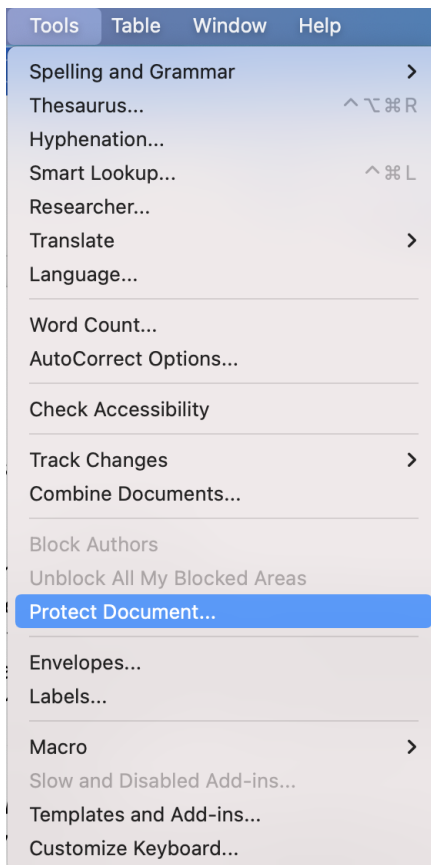 Tools Table Window Help
Spelling and Grammar
Thesaurus... ⌃⌥⌘R
Hyphenation...
Smart Lookup... ⌃⌘L
Researcher...
Translate
Language...
Word Count...
AutoCorrect Options...
Check Accessibility
Track Changes
Combine Documents...
Block Authors
Unblock All My Blocked Areas
Protect Document...
Envelopes...
Labels...
Macro
Slow and Disabled Add-ins...
Templates and Add-ins...
Customize Keyboard...